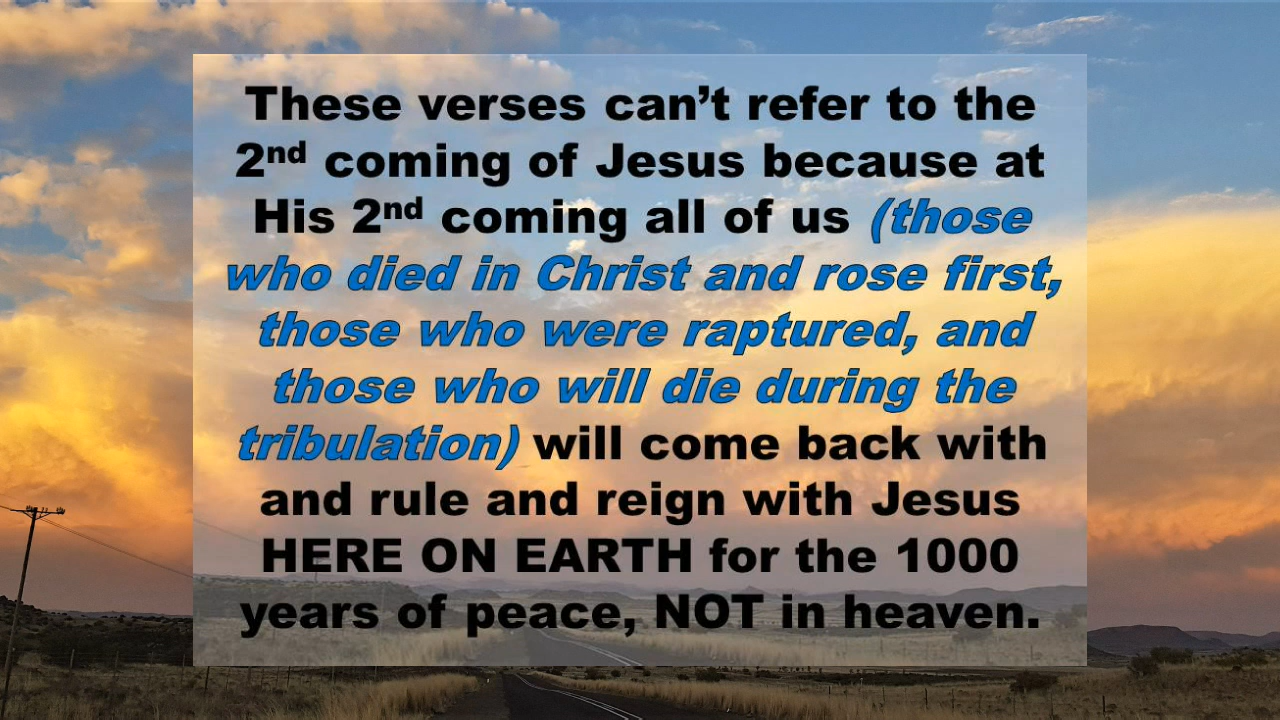 These verses can’t refer to the
2nd coming of Jesus because at
His 2nd coming all of us (those
who died in Christ and rose first,
those who were raptured, and
those who will die during the
tribulation) will come back with
and rule and reign with Jesus
HERE ON EARTH for the 1000
years of peace, NOT in heaven.